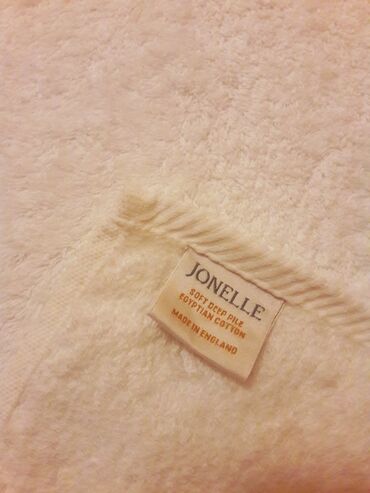 JONELLE
SOFT DEEP PILE
EGYPTIAN COTTON
MADE IN ENGLAND